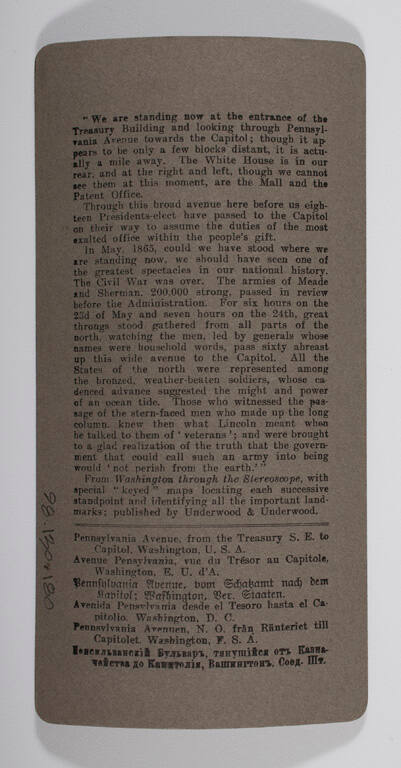 "We are standing now at the entrance of the
Treasury Building and looking through Pennsyl-
vania Avenue towards the Capitol; though it ap-
pears to be only a few blocks distant, it is actu-
ally a mile away. The White House is in our
rear, and at the right and left, though we cannot
see them at this moment, are the Mall and the
Patent Office.
Through this broad avenue here before us eigh-
teen Presidents-elect have passed to the Capitol
on their way to assume the duties of the most
exalted office within the people's gift.
In May, 1865, could we have stood where we
are standing now, we should have seen one of
the greatest spectacles in our national history.
The Civil War was over. The armies of Meade
and Sherman, 200,000 strong, passed in review
before the Administration. For six hours on the
23d of May and seven hours on the 24th, great
throngs stood gathered from all parts of the
north, watching the men, led by generals whose
names were household words, pass sixty abreast
up this wide avenue to the Capitol. All the
States of the north were represented among
the bronzed, weather-beaten soldiers, whose ca-
denced advance suggested the might and power
of an ocean tide. Those who witnessed the pas-
sage of the stern-faced men who made up the long
column, knew then what Lincoln meant when
he talked to them of 'veterans'; and were brought
to a glad realization of the truth that the govern-
ment that could call such an army into being
would 'not perish from the earth.'"
From Washington through the Stereoscope, with
special "keyed" maps locating each successive
standpoint and identifying all the important land-
marks; published by Underwood & Underwood.
Pennsylvania Avenue, from the Treasury S. E. to
Capitol, Washington, U. S. A.
Avenue Pensylvania, vue du Trésor au Capitole,
Washington, E. U. d'A.
Pennsylvania Avenue, vom Schatzamt nach dem
Kapitol; Washington, Ver. Staaten.
Avenida Pensylvania desde el Tesoro hasta el Ca-
pitolio, Washington, D. C.
Pennsylvania Avenuen, N. O. från Ränteriet till
Capitolet, Washington, F. S. A.
Пенсильванскій Бульваръ, тянущійся отъ Казна-
чейства до Капитолія, Вашингтонъ, Соед. Шт.